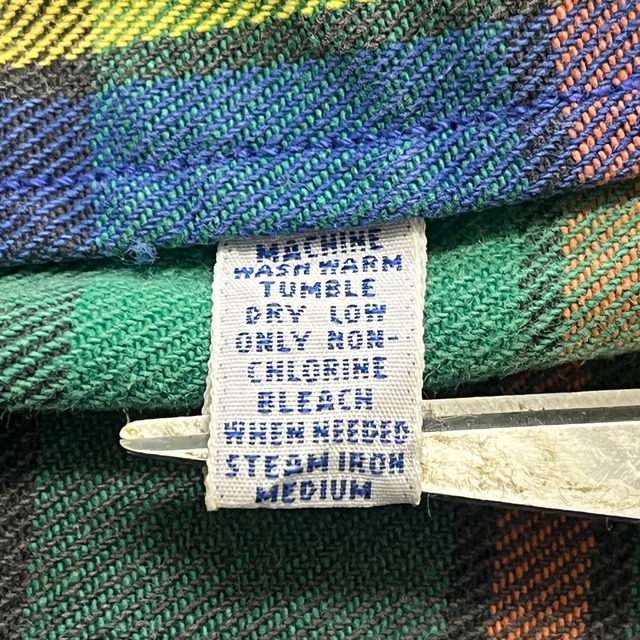 MACHINE
WASH WARM
TUMBLE
DRY LOW
ONLY NON-
CHLORINE
BLEACH
WHEN NEEDED
STEAM IRON
MEDIUM